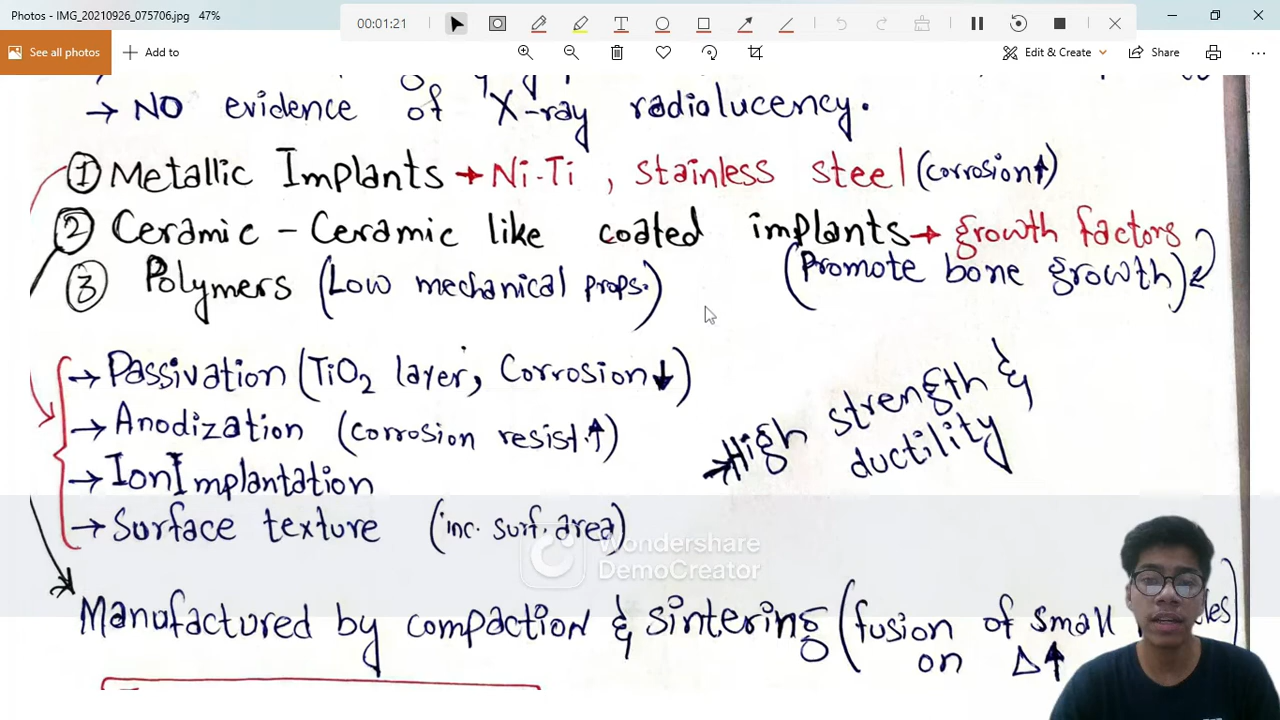 Photos - IMG_20210926_075706.jpg 47%
00:01:21
See all photos
Add to
Edit & Create
Share
→ NO evidence of X-ray radiolucency.
① Metallic Implants → Ni-Ti , stainless steel (corrosion↑)
② Ceramic - Ceramic like coated implants → growth factors
(Promote bone growth)
③ Polymers (Low mechanical props.)
→ Passivation (TiO2 layer, Corrosion↓)
→ Anodization (corrosion resist.↑)
→ Ion Implantation
→ Surface texture (inc. surf. area)
→ High strength &
ductility
Wondershare
DemoCreator
Manufactured by compaction & sintering (fusion of small
on Δ↑